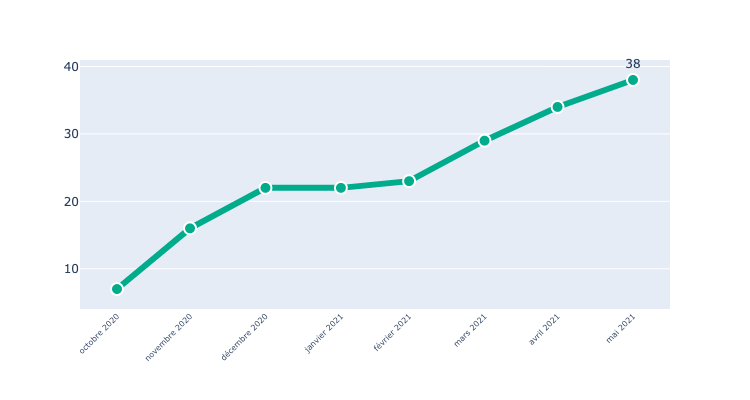 38
40
30
20
10
octobre 2020
novembre 2020
décembre 2020
janvier 2021
février 2021
mars 2021
avril 2021
mai 2021